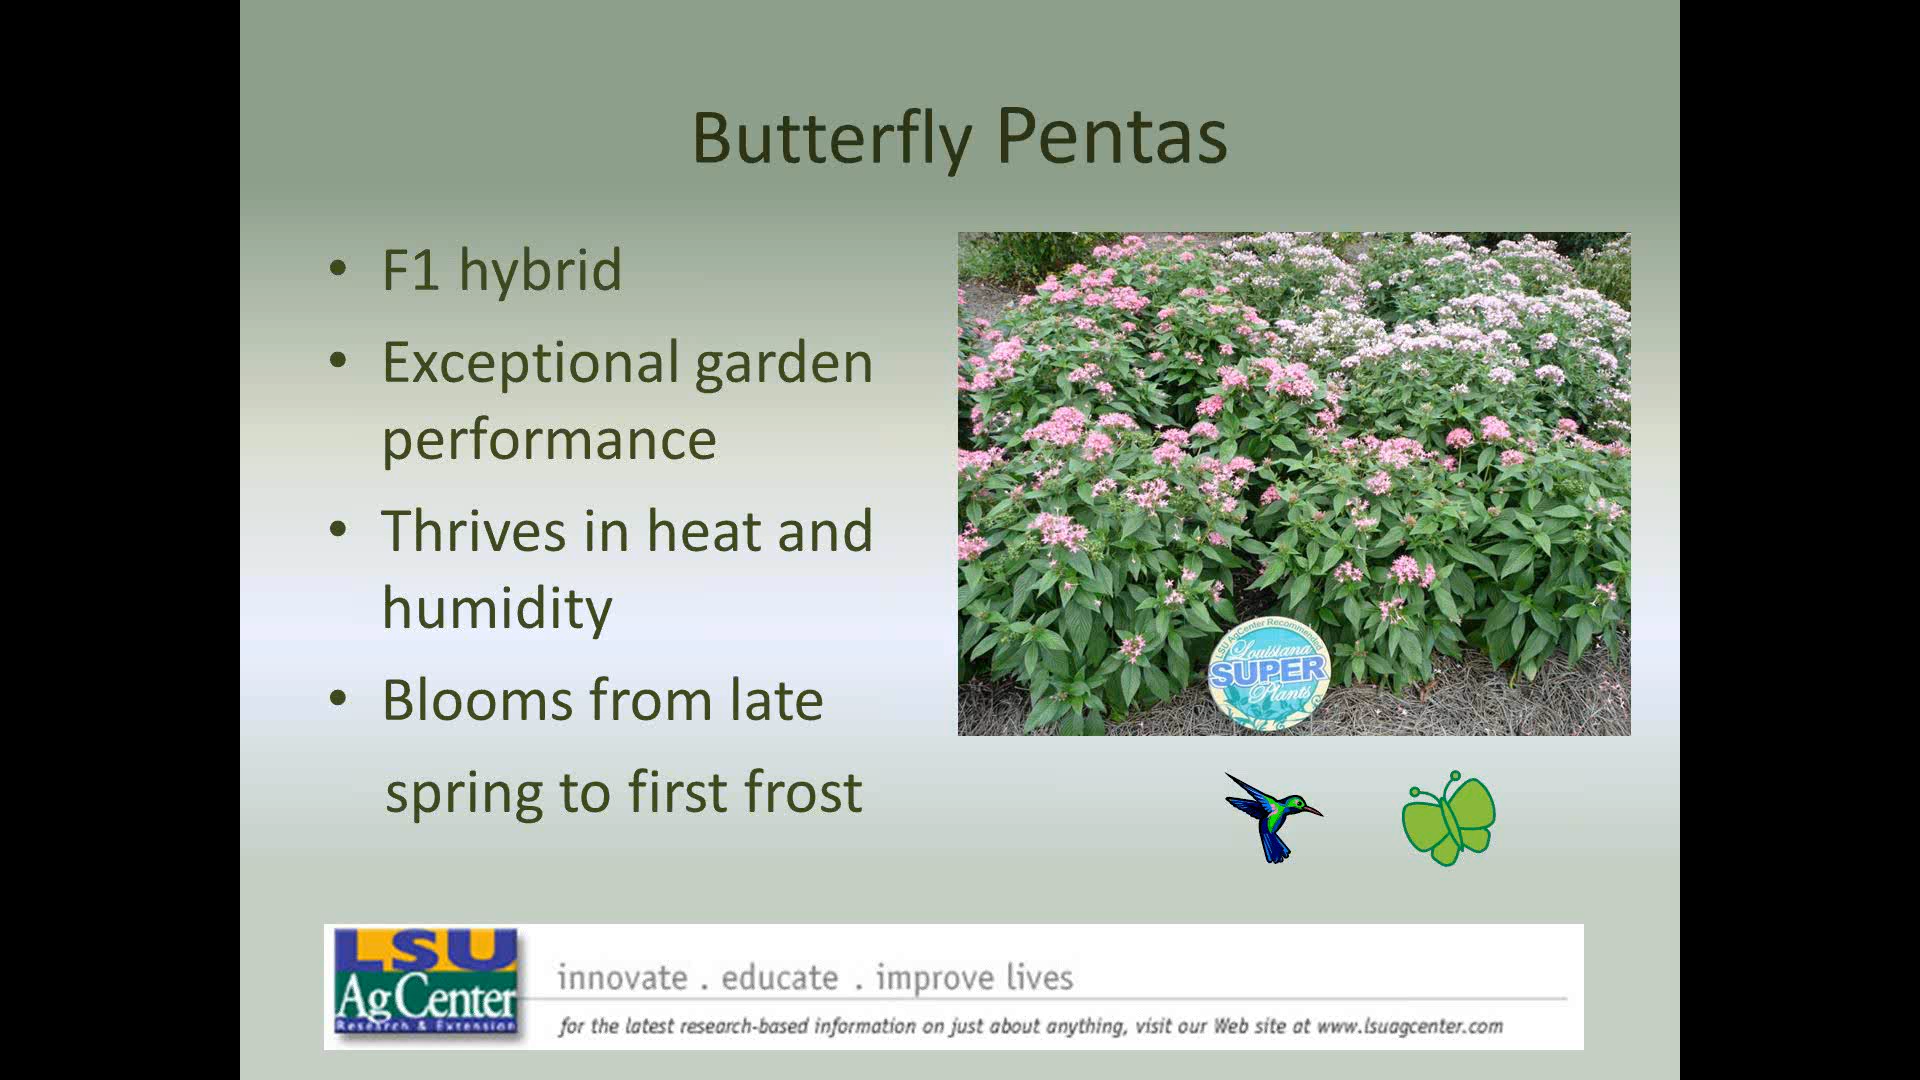 Butterfly Pentas
• F1 hybrid
• Exceptional garden
performance
• Thrives in heat and
humidity
• Blooms from late
spring to first frost
LSU AgCenter Recommended
Louisiana
SUPER
Plants
LSU
AgCenter
Research & Extension
innovate . educate . improve lives
for the latest research-based information on just about anything, visit our Web site at www.lsuagcenter.com